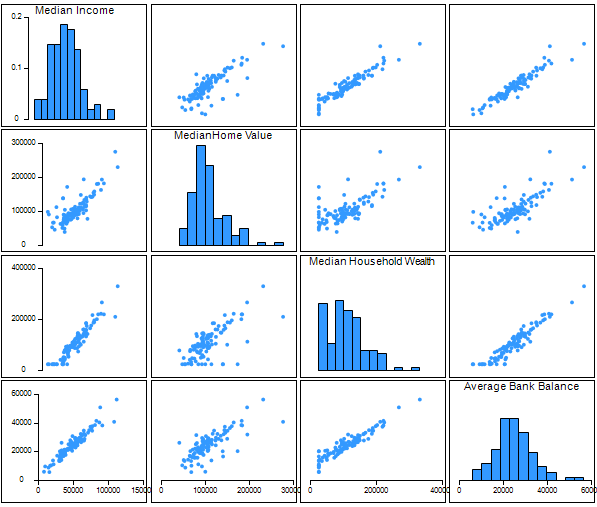 Median Income
0.2
0.1
0
MedianHome Value
300000
200000
100000
0
Median Household Wealth
400000
200000
0
Average Bank Balance
60000
40000
20000
0
0 50000 100000 15000 0 100000 200000 30000 0 200000 40000 0 20000 40000 6000